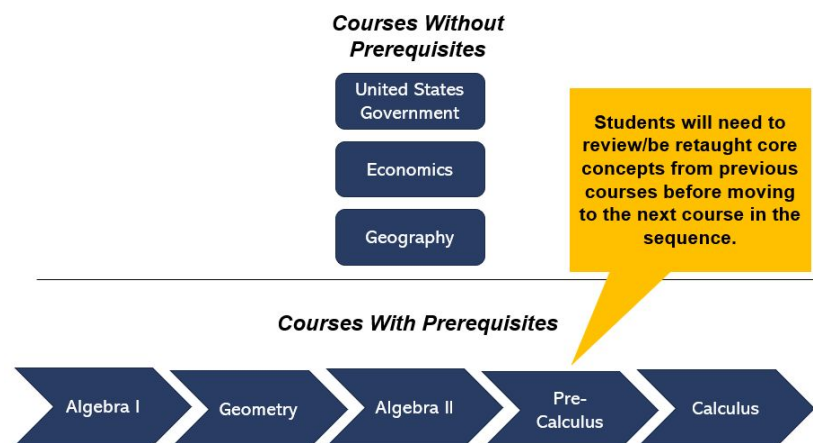 Courses Without
Prerequisites
United States
Government
Economics
Geography
Students will need to
review/be retaught core
concepts from previous
courses before moving
to the next course in the
sequence.
Courses With Prerequisites
Algebra I
Geometry
Algebra II
Pre-
Calculus
Calculus